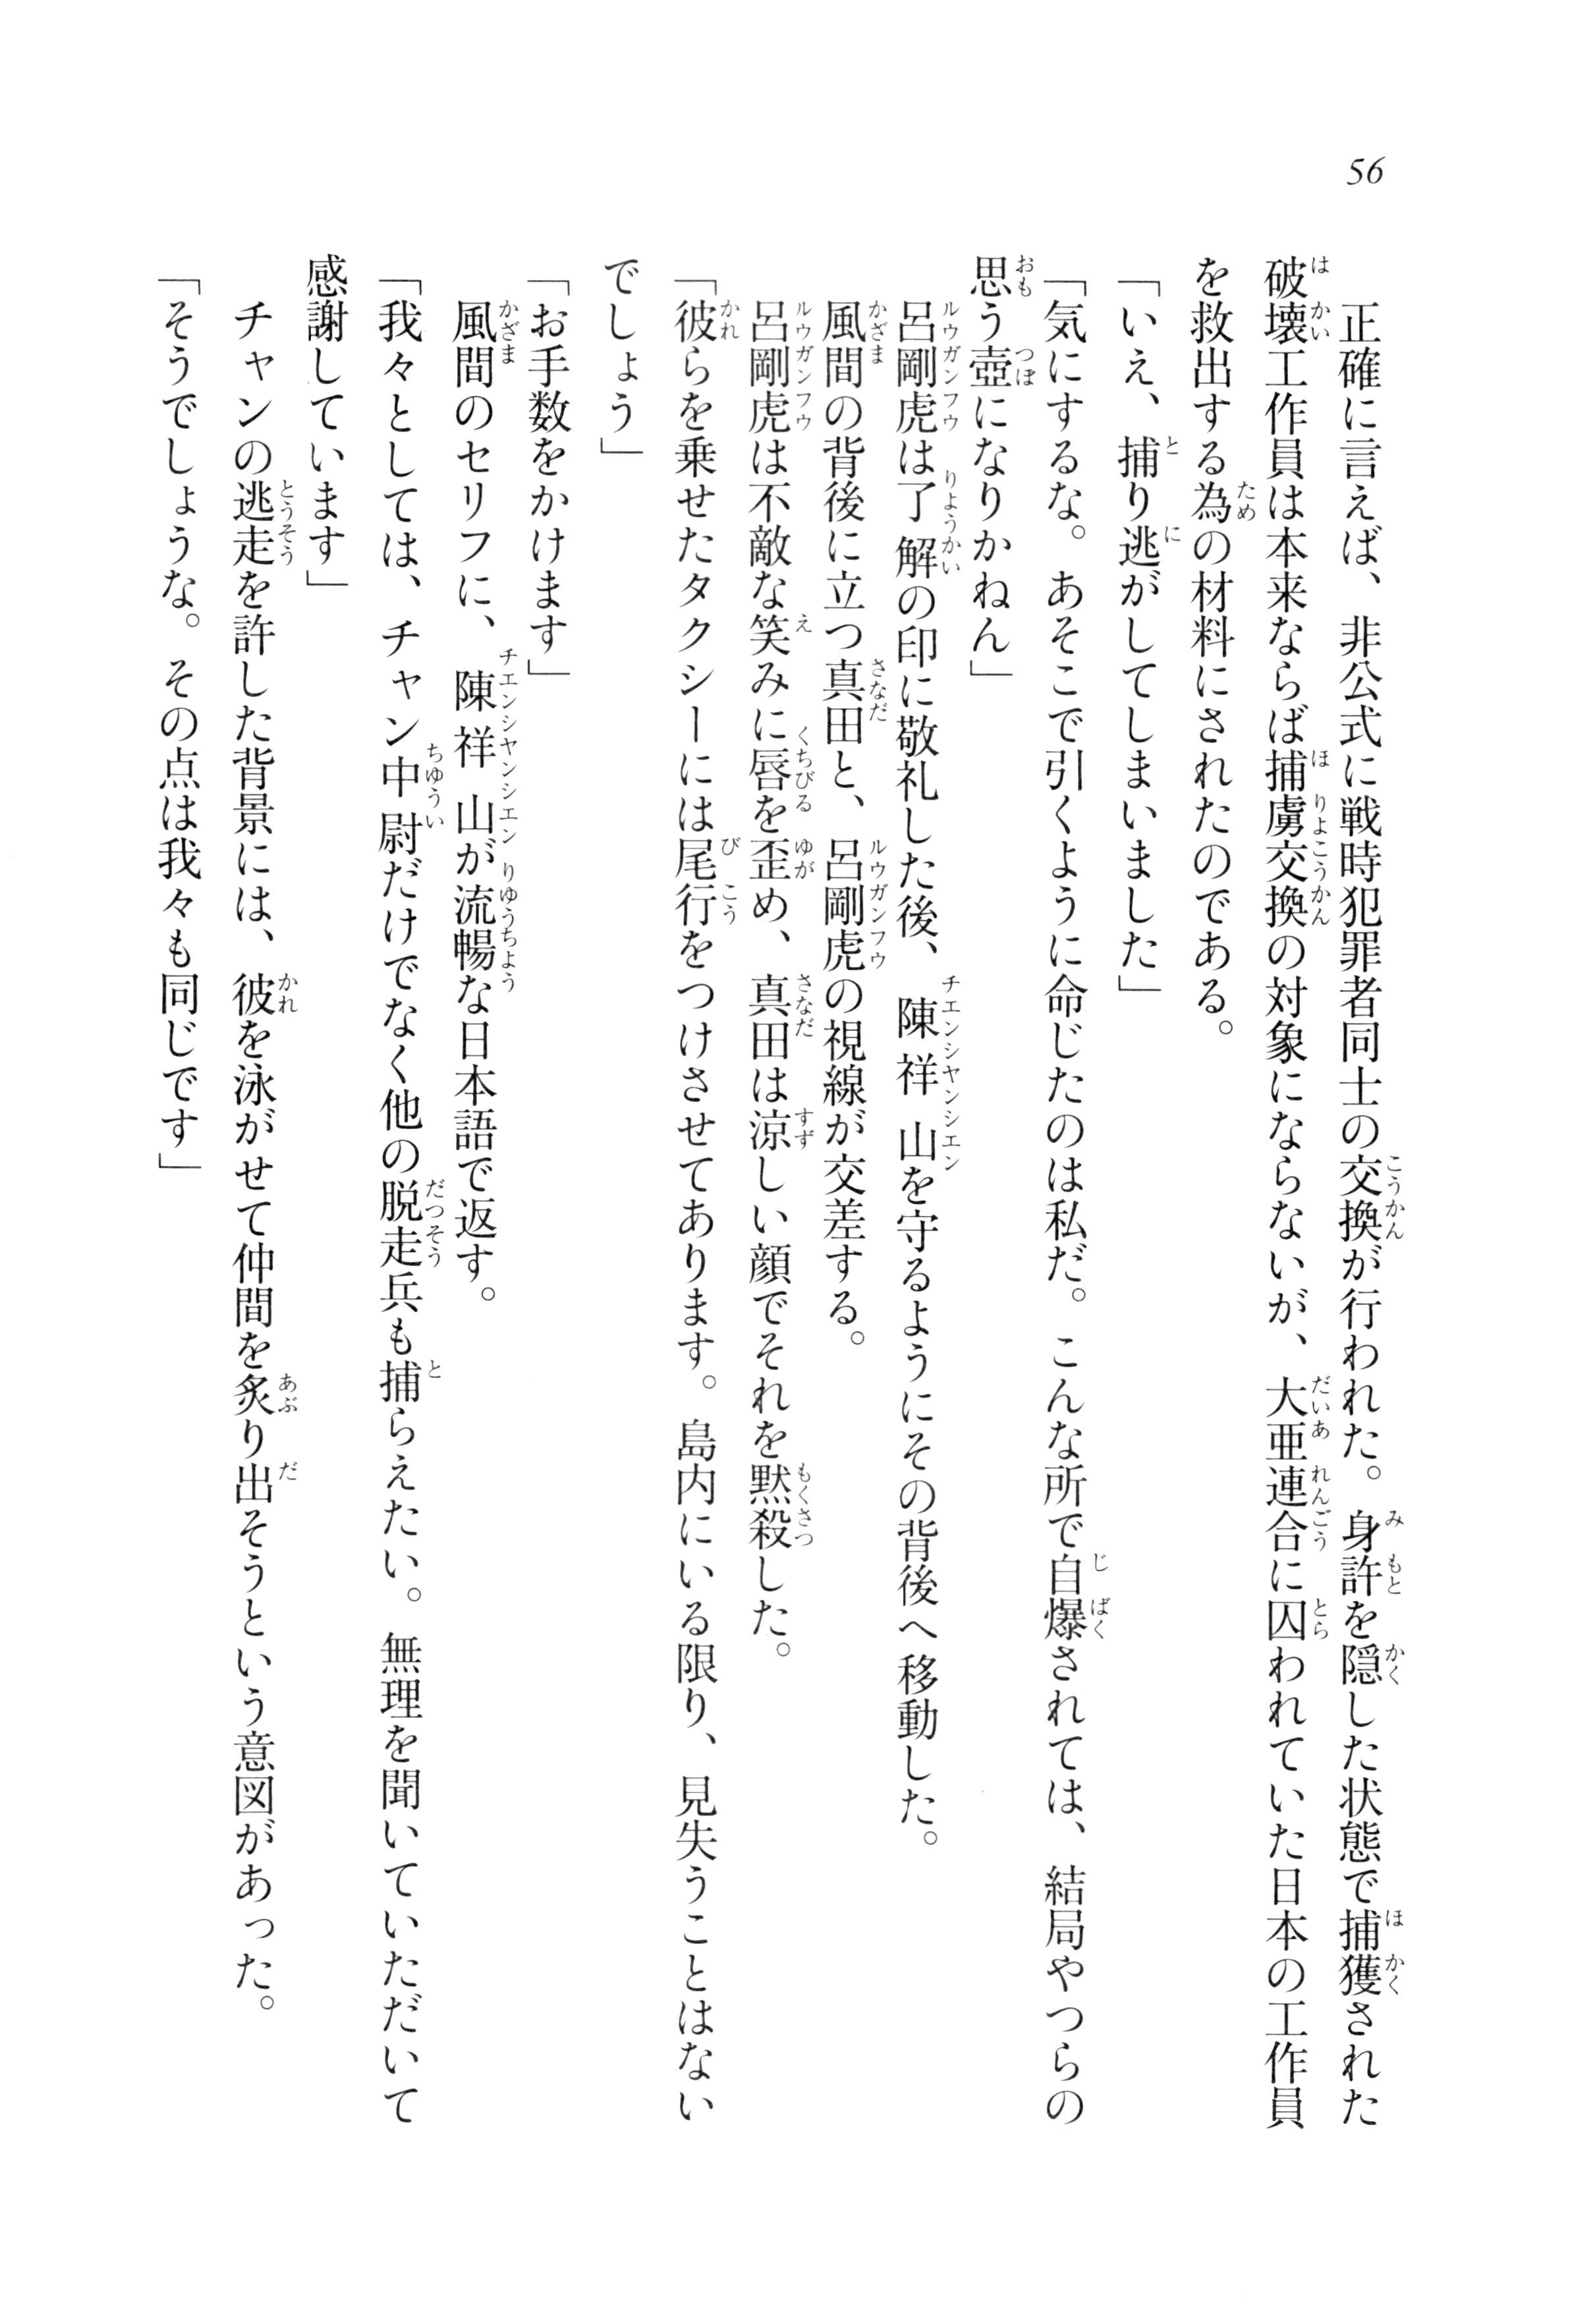 56
正確に言えば、非公式に戦時犯罪者同士の交換が行われた。身許を隠した状態で捕獲された
破壊工作員は本来ならば捕虜交換の対象にならないが、大亜連合に囚われていた日本の工作員
を救出する為の材料にされたのである。
「いえ、捕り逃がしてしまいました」
「気にするな。あそこで引くように命じたのは私だ。こんな所で自爆されては、結局やつらの
思う壺になりかねん」
呂剛虎は了解の印に敬礼した後、陳祥山を守るようにその背後へ移動した。
風間の背後に立つ真田と、呂剛虎の視線が交差する。
呂剛虎は不敵な笑みに唇を歪め、真田は涼しい顔でそれを黙殺した。
「彼らを乗せたタクシーには尾行をつけさせてあります。島内にいる限り、見失うことはない
でしょう」
「お手数をかけます」
風間のセリフに、陳祥山が流暢な日本語で返す。
「我々としては、チャン中尉だけでなく他の脱走兵も捕らえたい。無理を聞いていただいて
感謝しています」
チャンの逃走を許した背景には、彼を泳がせて仲間を炙り出そうという意図があった。
「そうでしょうな。その点は我々も同じです」